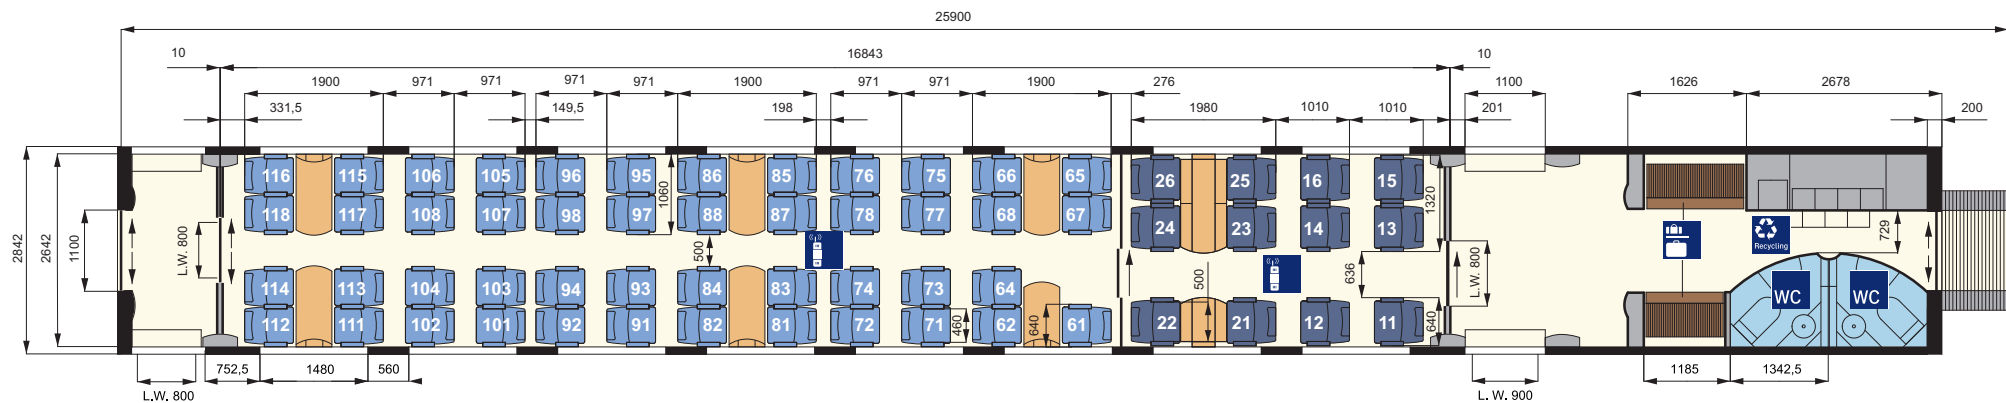 25900
10 16843 10
1900 971 971 971 971 1900 971 971 1900 276 1100 1626 2678
331,5 149,5 198 1980 1010 1010 201 200
116 115 106 105 96 95 86 85 76 75 66 65 26 25 16 15
118 117 108 107 98 97 88 87 78 77 68 67 24 23 14 13
1060 1320
2842 2642 1100 L.W. 800 500 500 636 L.W. 800 Recycling 729
114 113 104 103 94 93 84 83 74 73 64
112 111 102 101 92 91 82 81 72 71 62 61 22 21 12 11
460 640 640
WC WC
752,5 1480 560 1185 1342,5
L.W. 800 L. W. 900